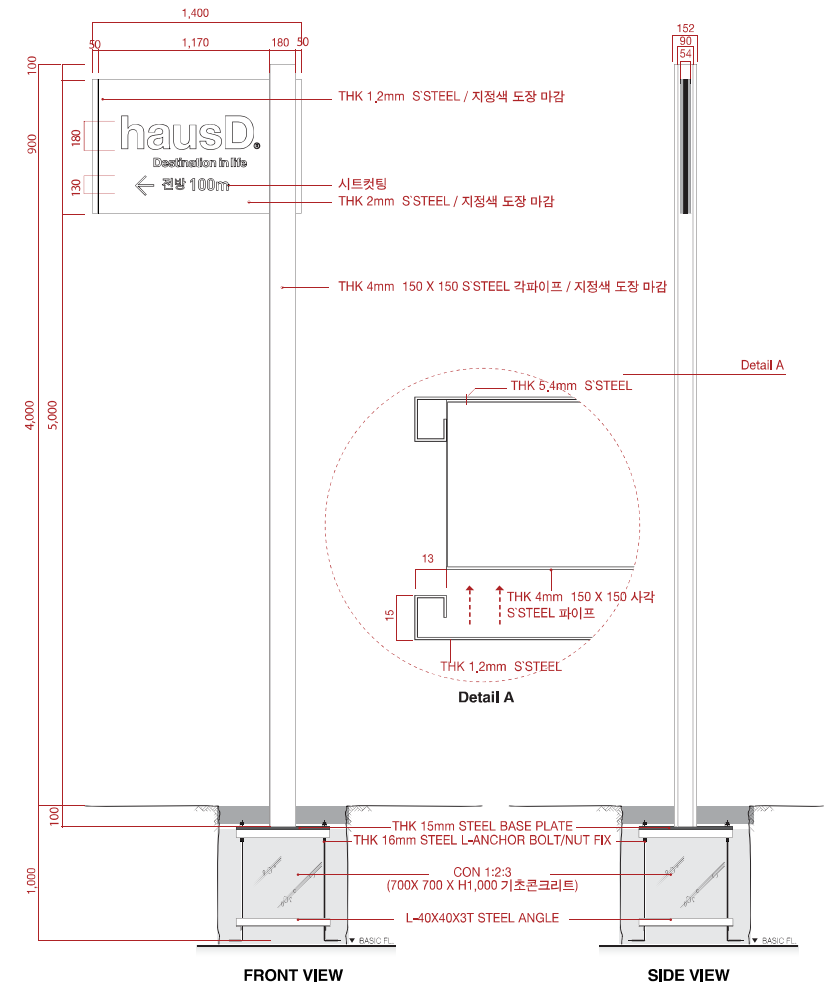 1,400
50
1,170
180
50
152
90
54
100
900
180
130
4,000
5,000
100
1,000
THK 1.2mm S'STEEL / 지정색 도장 마감
hausD.
®
Destination in life
← 전방 100m
시트컷팅
THK 2mm S'STEEL / 지정색 도장 마감
THK 4mm 150 X 150 S'STEEL 각파이프 / 지정색 도장 마감
Detail A
THK 5.4mm S'STEEL
13
15
THK 4mm 150 X 150 사각
S'STEEL 파이프
THK 1.2mm S'STEEL
Detail A
THK 15mm STEEL BASE PLATE
THK 16mm STEEL L-ANCHOR BOLT/NUT FIX
CON 1:2:3
(700X 700 X H1,000 기초콘크리트)
L-40X40X3T STEEL ANGLE
▼ BASIC FL.
▼ BASIC FL.
FRONT VIEW
SIDE VIEW